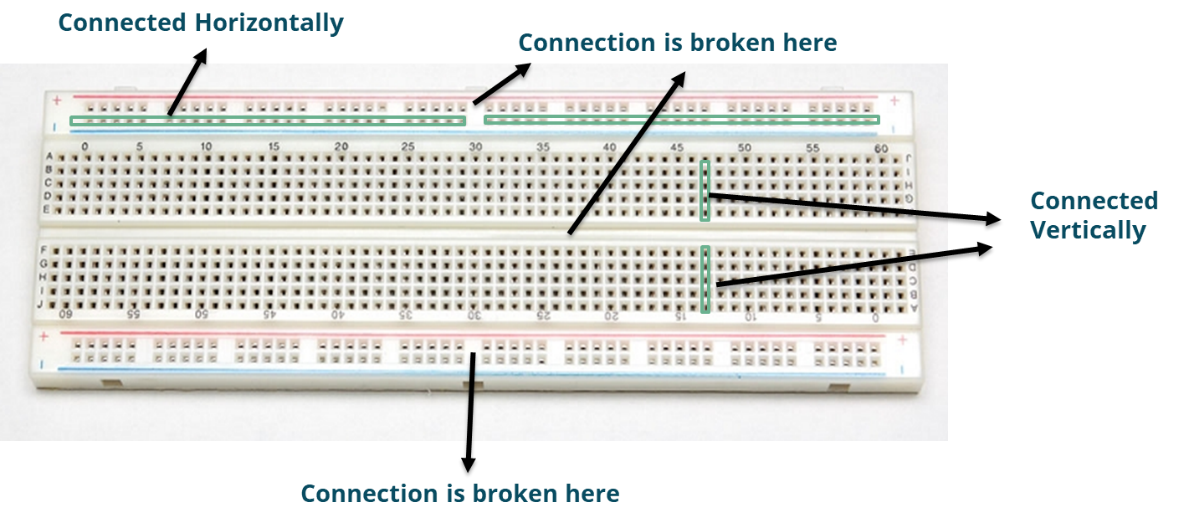 Connected Horizontally
Connection is broken here
+ +
0 5 10 15 20 25 30 35 40 45 50 55 60
A J
B I
C H
D G
E
F E
G D
H C
I B
J A
60 55 50 45 40 35 30 25 20 15 10 5 0
+ +
Connected
Vertically
Connection is broken here